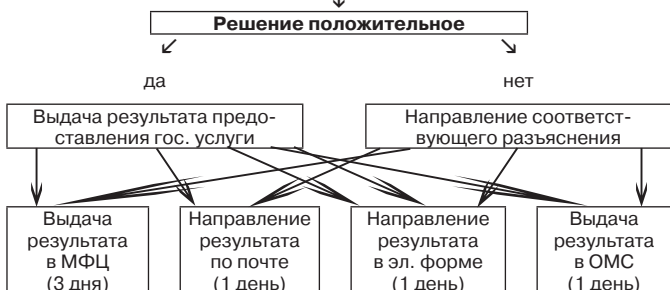 Решение положительное
да
нет
Выдача результата предо-
ставления гос. услуги
Направление соответст-
вующего разъяснения
Выдача
результата
в МФЦ
(3 дня)
Направление
результата
по почте
(1 день)
Направление
результата
в эл. форме
(1 день)
Выдача
результата
в ОМС
(1 день)